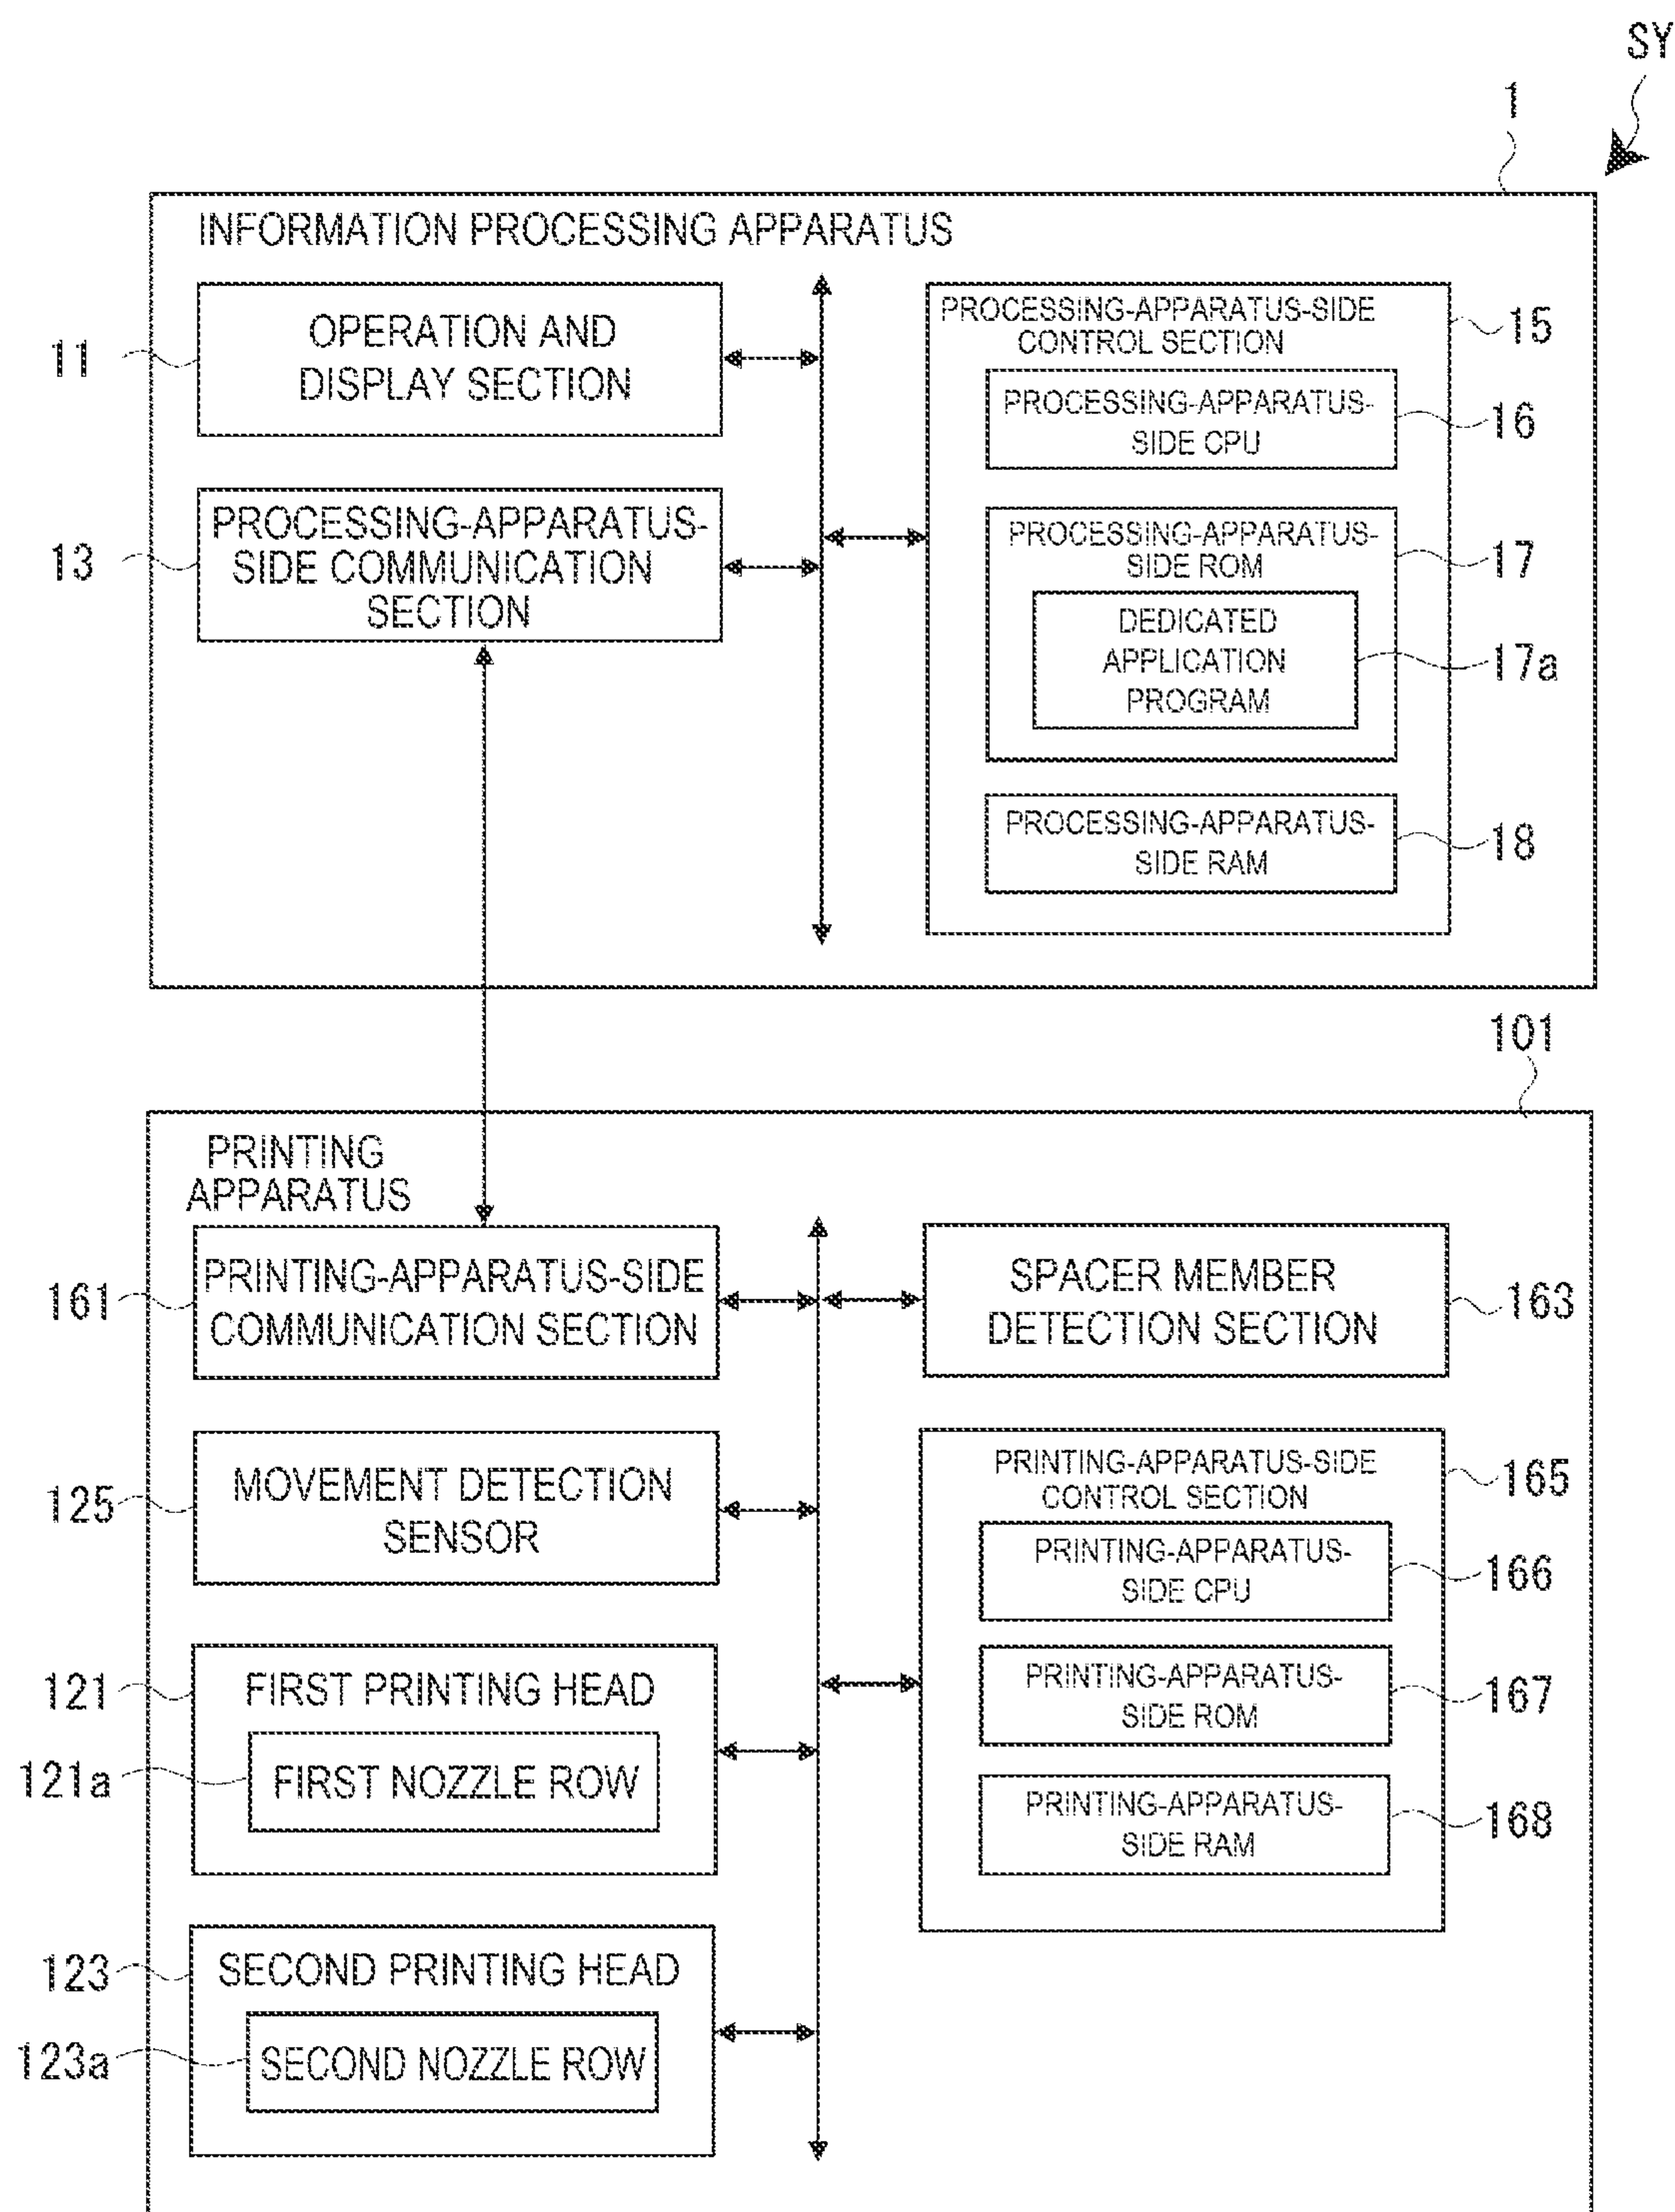 SY
1
INFORMATION PROCESSING APPARATUS
11
OPERATION AND
DISPLAY SECTION
13
PROCESSING-APPARATUS-
SIDE COMMUNICATION
SECTION
PROCESSING-APPARATUS-SIDE
CONTROL SECTION
15
PROCESSING-APPARATUS-
SIDE CPU
16
PROCESSING-APPARATUS-
SIDE ROM
17
DEDICATED
APPLICATION
PROGRAM
17a
PROCESSING-APPARATUS-
SIDE RAM
18
101
PRINTING
APPARATUS
161
PRINTING-APPARATUS-SIDE
COMMUNICATION SECTION
125
MOVEMENT DETECTION
SENSOR
121
FIRST PRINTING HEAD
121a
FIRST NOZZLE ROW
123
SECOND PRINTING HEAD
123a
SECOND NOZZLE ROW
SPACER MEMBER
DETECTION SECTION
163
PRINTING-APPARATUS-SIDE
CONTROL SECTION
165
PRINTING-APPARATUS-
SIDE CPU
166
PRINTING-APPARATUS-
SIDE ROM
167
PRINTING-APPARATUS-
SIDE RAM
168